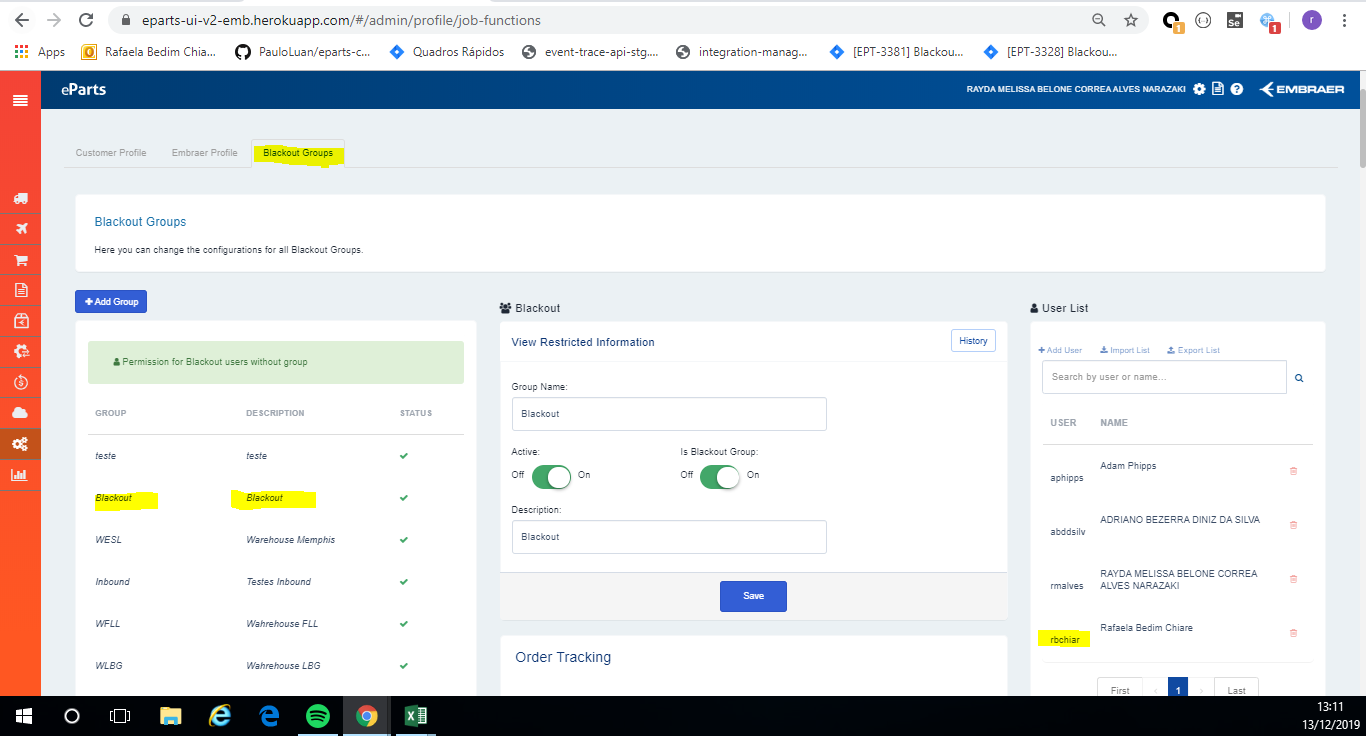 eparts-ui-v2-emb.herokuapp.com/#/admin/profile/job-functions
Se
1
1
r
Apps
Rafaela Bedim Chia...
PauloLuan/eparts-c...
Quadros Rápidos
event-trace-api-stg....
integration-manag...
[EPT-3381] Blackou...
[EPT-3328] Blackou...
eParts
RAYDA MELISSA BELONE CORREA ALVES NARAZAKI
EMBRAER
Customer Profile
Embraer Profile
Blackout Groups
Blackout Groups
Here you can change the configurations for all Blackout Groups.
+ Add Group
Permission for Blackout users without group
GROUP DESCRIPTION STATUS
teste teste
Blackout Blackout
WESL Warehouse Memphis
Inbound Testes Inbound
WFLL Wahrehouse FLL
WLBG Wahrehouse LBG
Blackout
View Restricted Information
History
Group Name:
Blackout
Active: Is Blackout Group:
Off On Off On
Description:
Blackout
Save
Order Tracking
User List
+ Add User Import List Export List
Search by user or name...
USER NAME
aphipps Adam Phipps
abddsilv ADRIANO BEZERRA DINIZ DA SILVA
rmalves RAYDA MELISSA BELONE CORREA
ALVES NARAZAKI
rbchiar Rafaela Bedim Chiare
First ‹ 1 › Last
13:11
13/12/2019